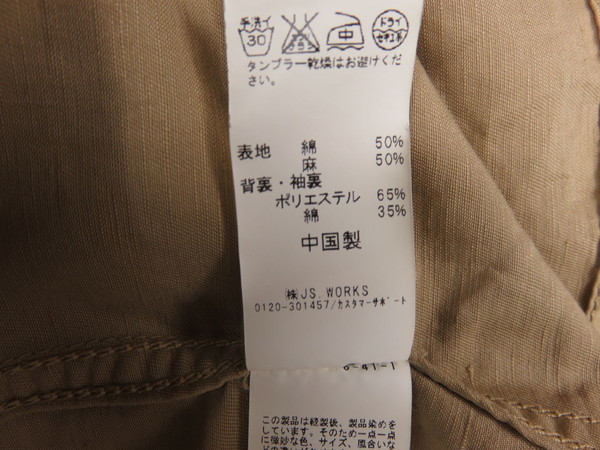 手洗イ
30
中
ドライ
セキユ系
タンブラー乾燥はお避けくだ
さい。
表地 綿 50%
麻 50%
背裏・袖裏
ポリエステル 65%
綿 35%
中国製
㈱JS.WORKS
0120-301457/カスタマーサポート
6-41-1
この製品は縫製後、製品染めを
しています。そのため一点一点
に微妙な色、サイズ、風合いな